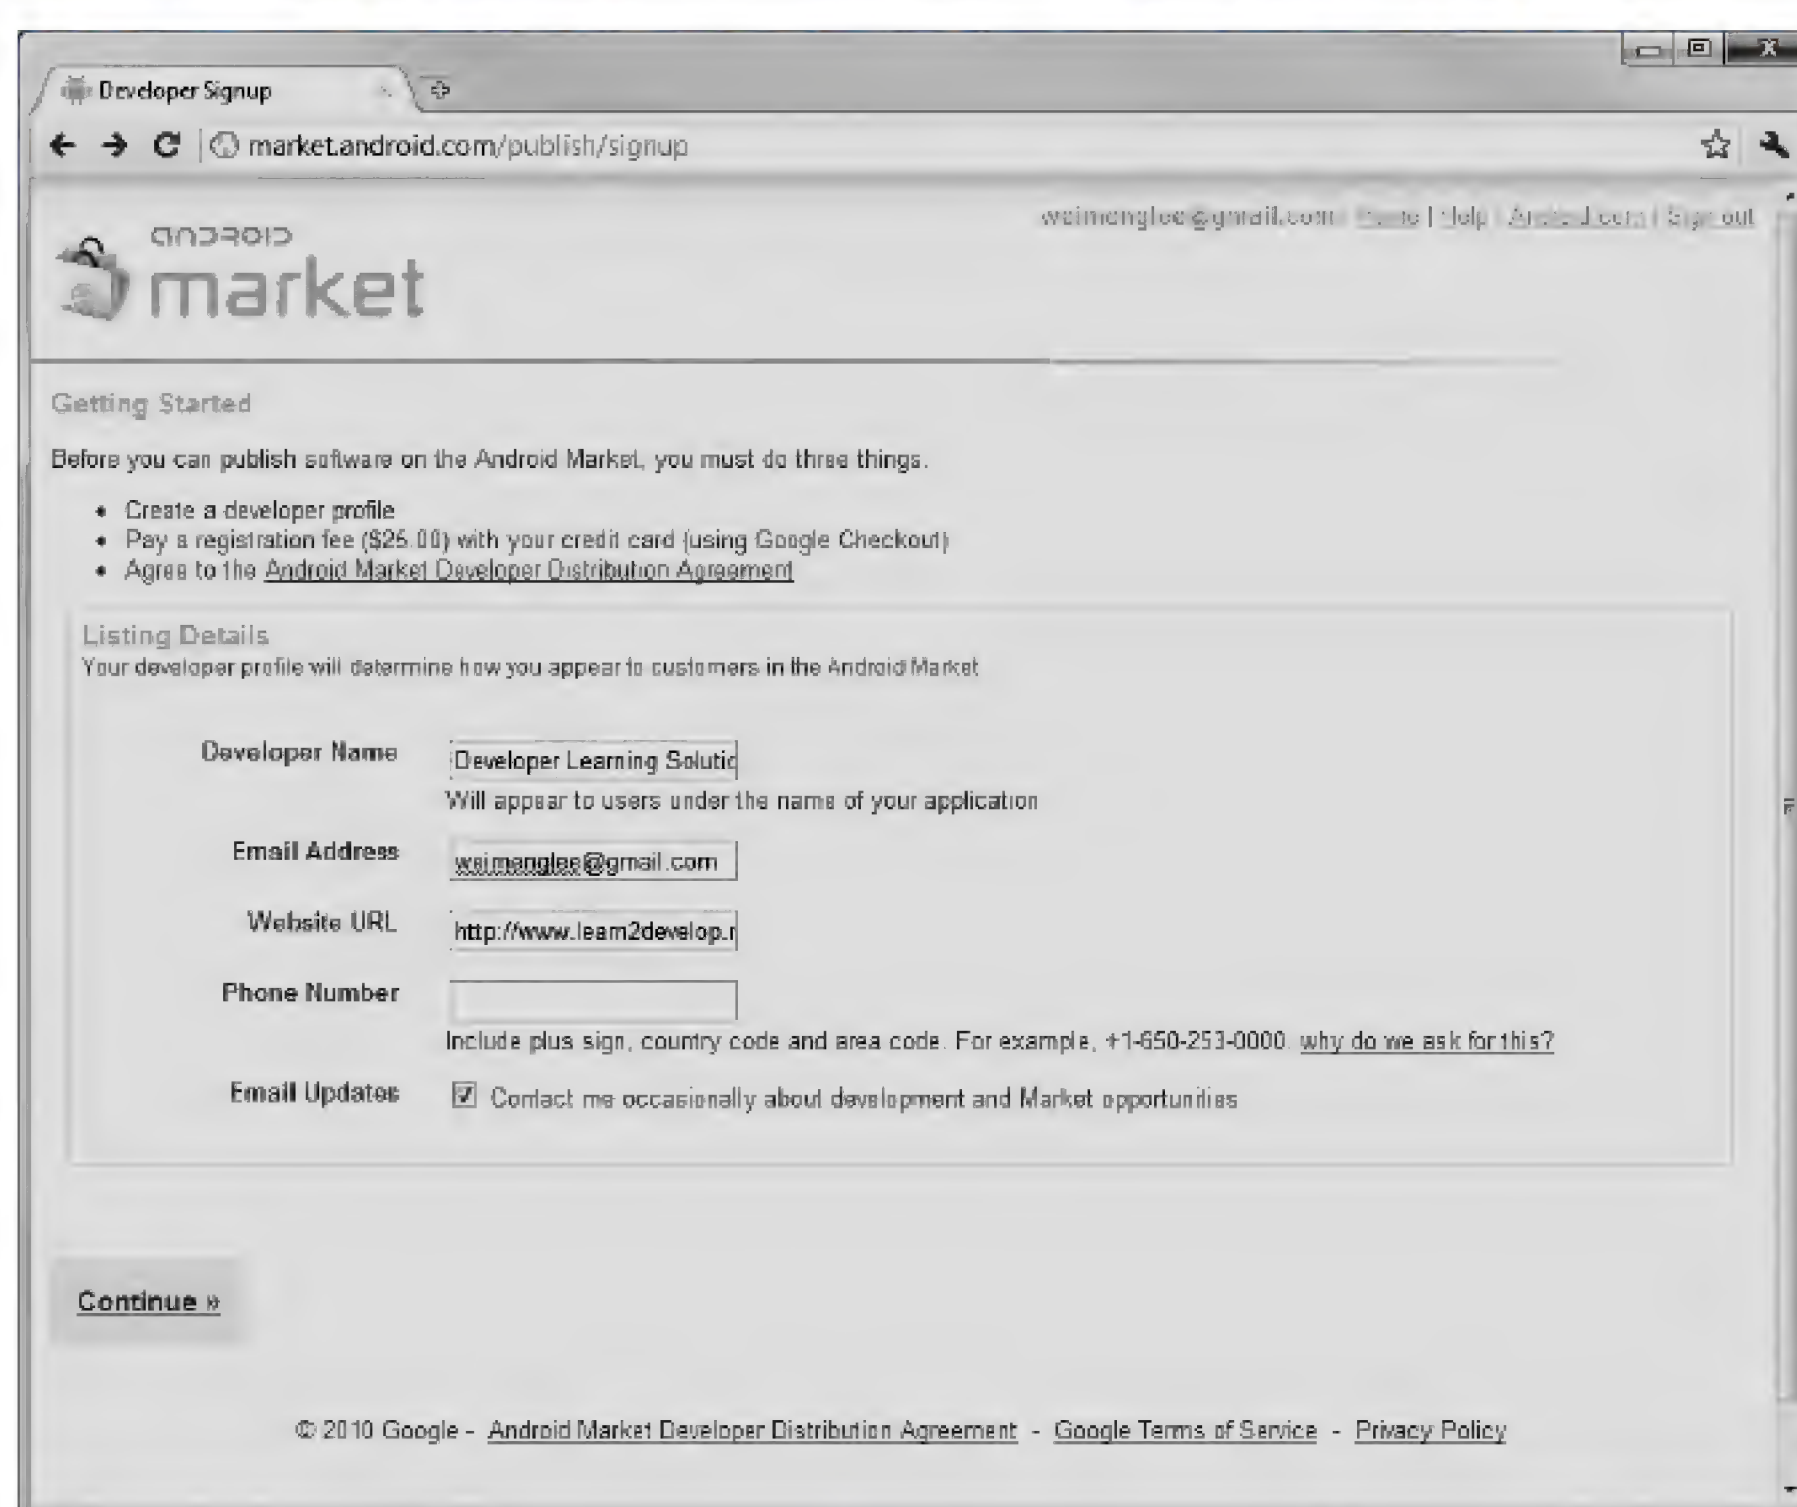 Developer Signup
market.android.com/publish/signup
weimenglee@gmail.com | Home | Help | Android.com | Sign out
android
market
Getting Started
Before you can publish software on the Android Market, you must do three things.
Create a developer profile
Pay a registration fee ($25.00) with your credit card (using Google Checkout)
Agree to the Android Market Developer Distribution Agreement
Listing Details
Your developer profile will determine how you appear to customers in the Android Market
Developer Name
Developer Learning Solutio
Will appear to users under the name of your application
Email Address
weimenglee@gmail.com
Website URL
http://www.learn2develop.n
Phone Number
Include plus sign, country code and area code. For example, +1-650-253-0000. why do we ask for this?
Email Updates
Contact me occasionally about development and Market opportunities
Continue »
© 2010 Google - Android Market Developer Distribution Agreement - Google Terms of Service - Privacy Policy